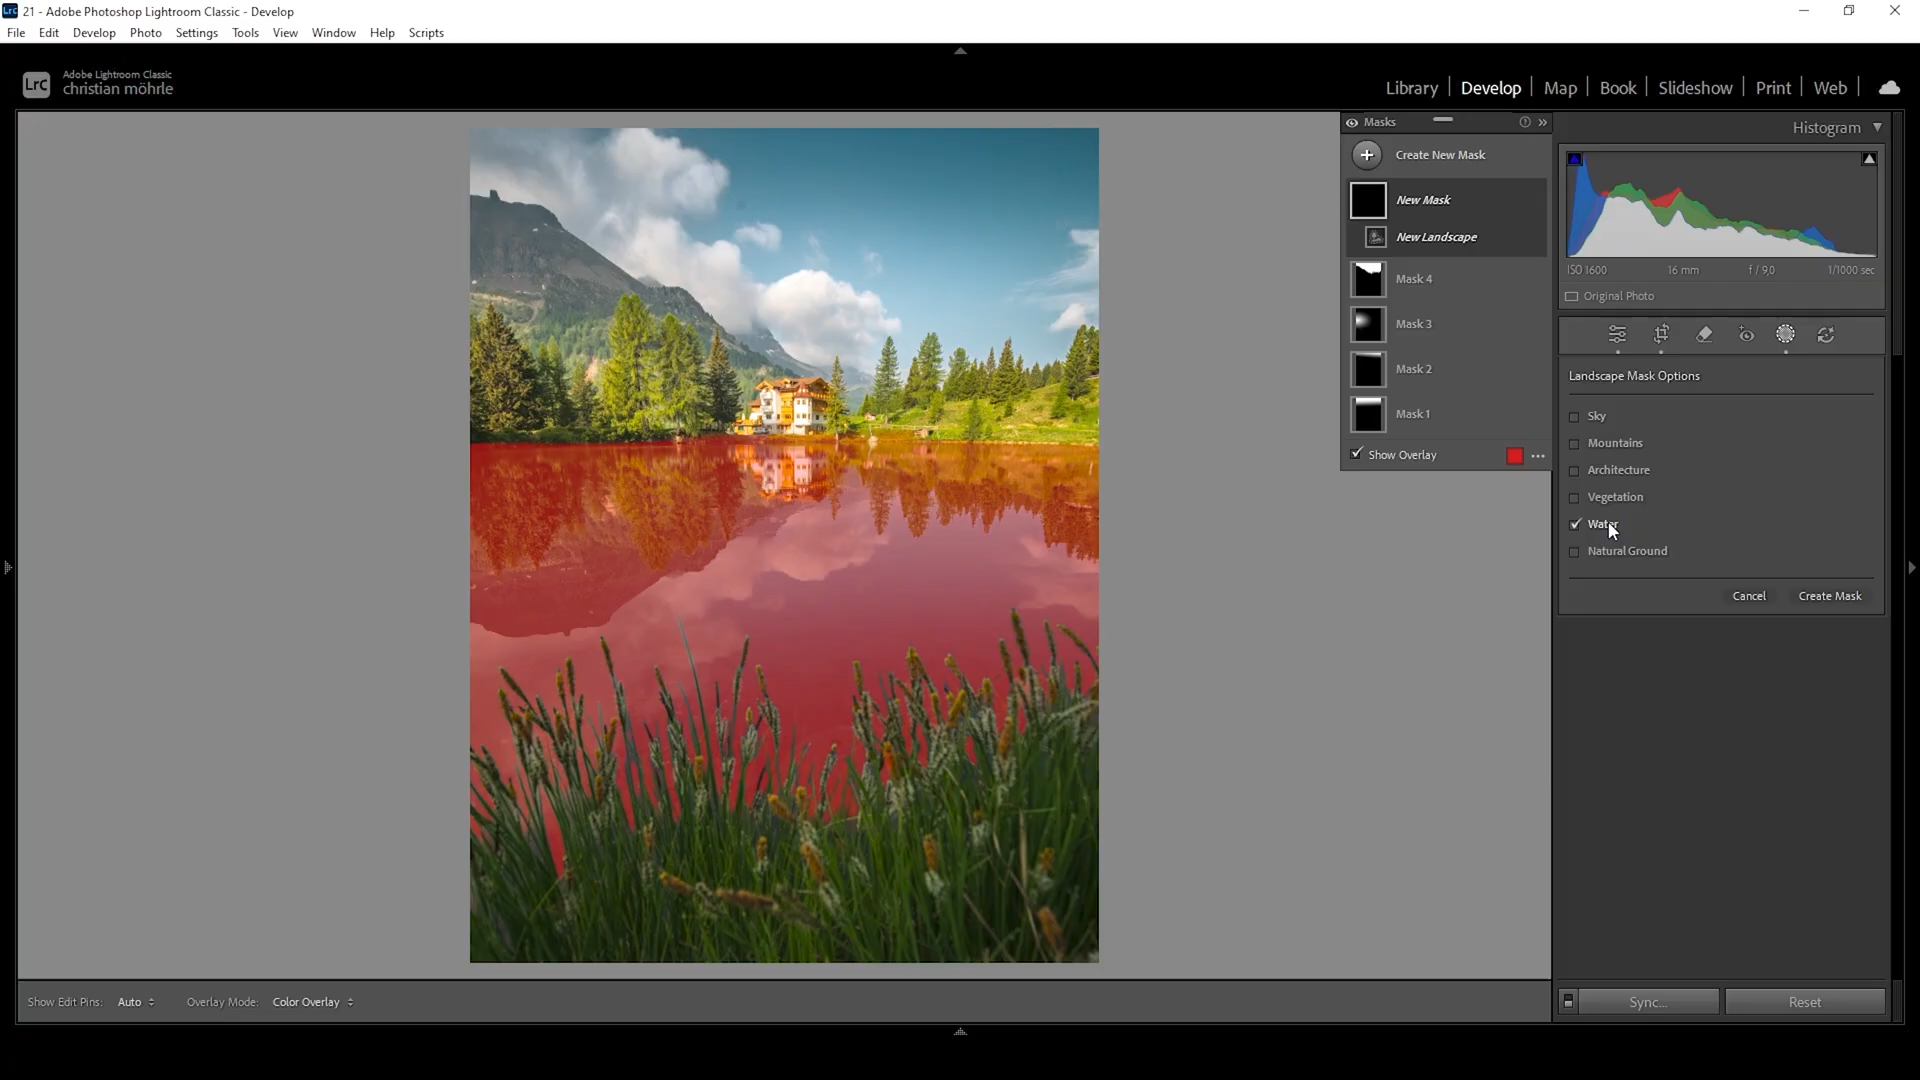 21 - Adobe Photoshop Lightroom Classic - Develop
File Edit Develop Photo Settings Tools View Window Help Scripts
LrC
Adobe Lightroom Classic
christian möhrle
Library Develop Map Book Slideshow Print Web
Masks
Create New Mask
New Mask
New Landscape
Mask 4
Mask 3
Mask 2
Mask 1
Show Overlay
Histogram
ISO 1600 16 mm f / 9,0 1/1000 sec
Original Photo
Landscape Mask Options
Sky
Mountains
Architecture
Vegetation
Water
Natural Ground
Cancel Create Mask
Show Edit Pins: Auto Overlay Mode: Color Overlay
Sync... Reset